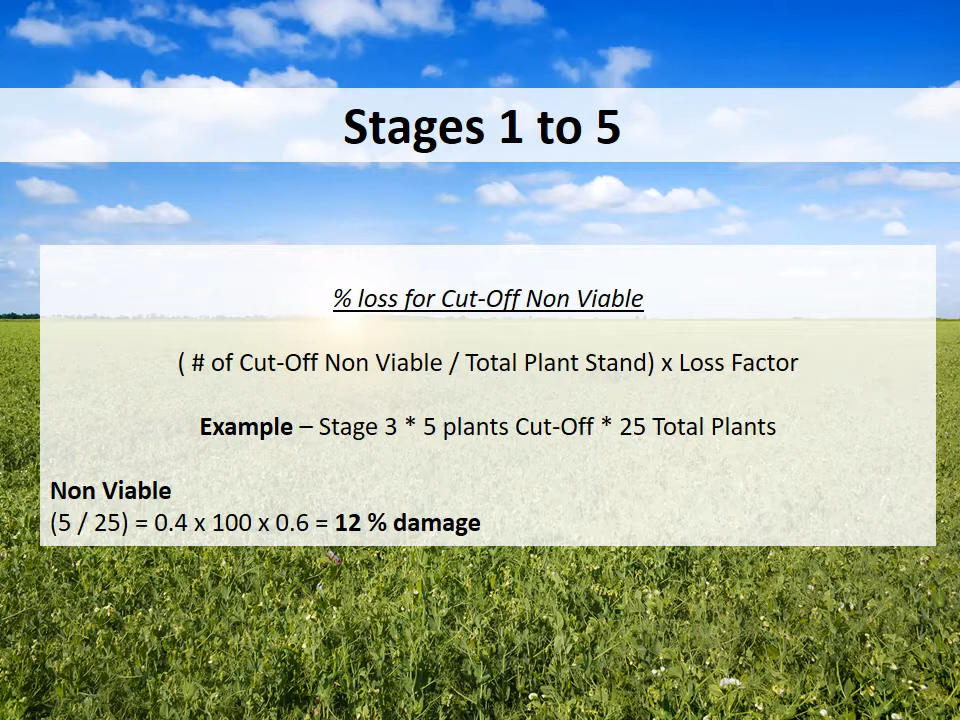 Stages 1 to 5
% loss for Cut-Off Non Viable
( # of Cut-Off Non Viable / Total Plant Stand) x Loss Factor
Example – Stage 3 * 5 plants Cut-Off * 25 Total Plants
Non Viable
(5 / 25) = 0.4 x 100 x 0.6 = 12 % damage